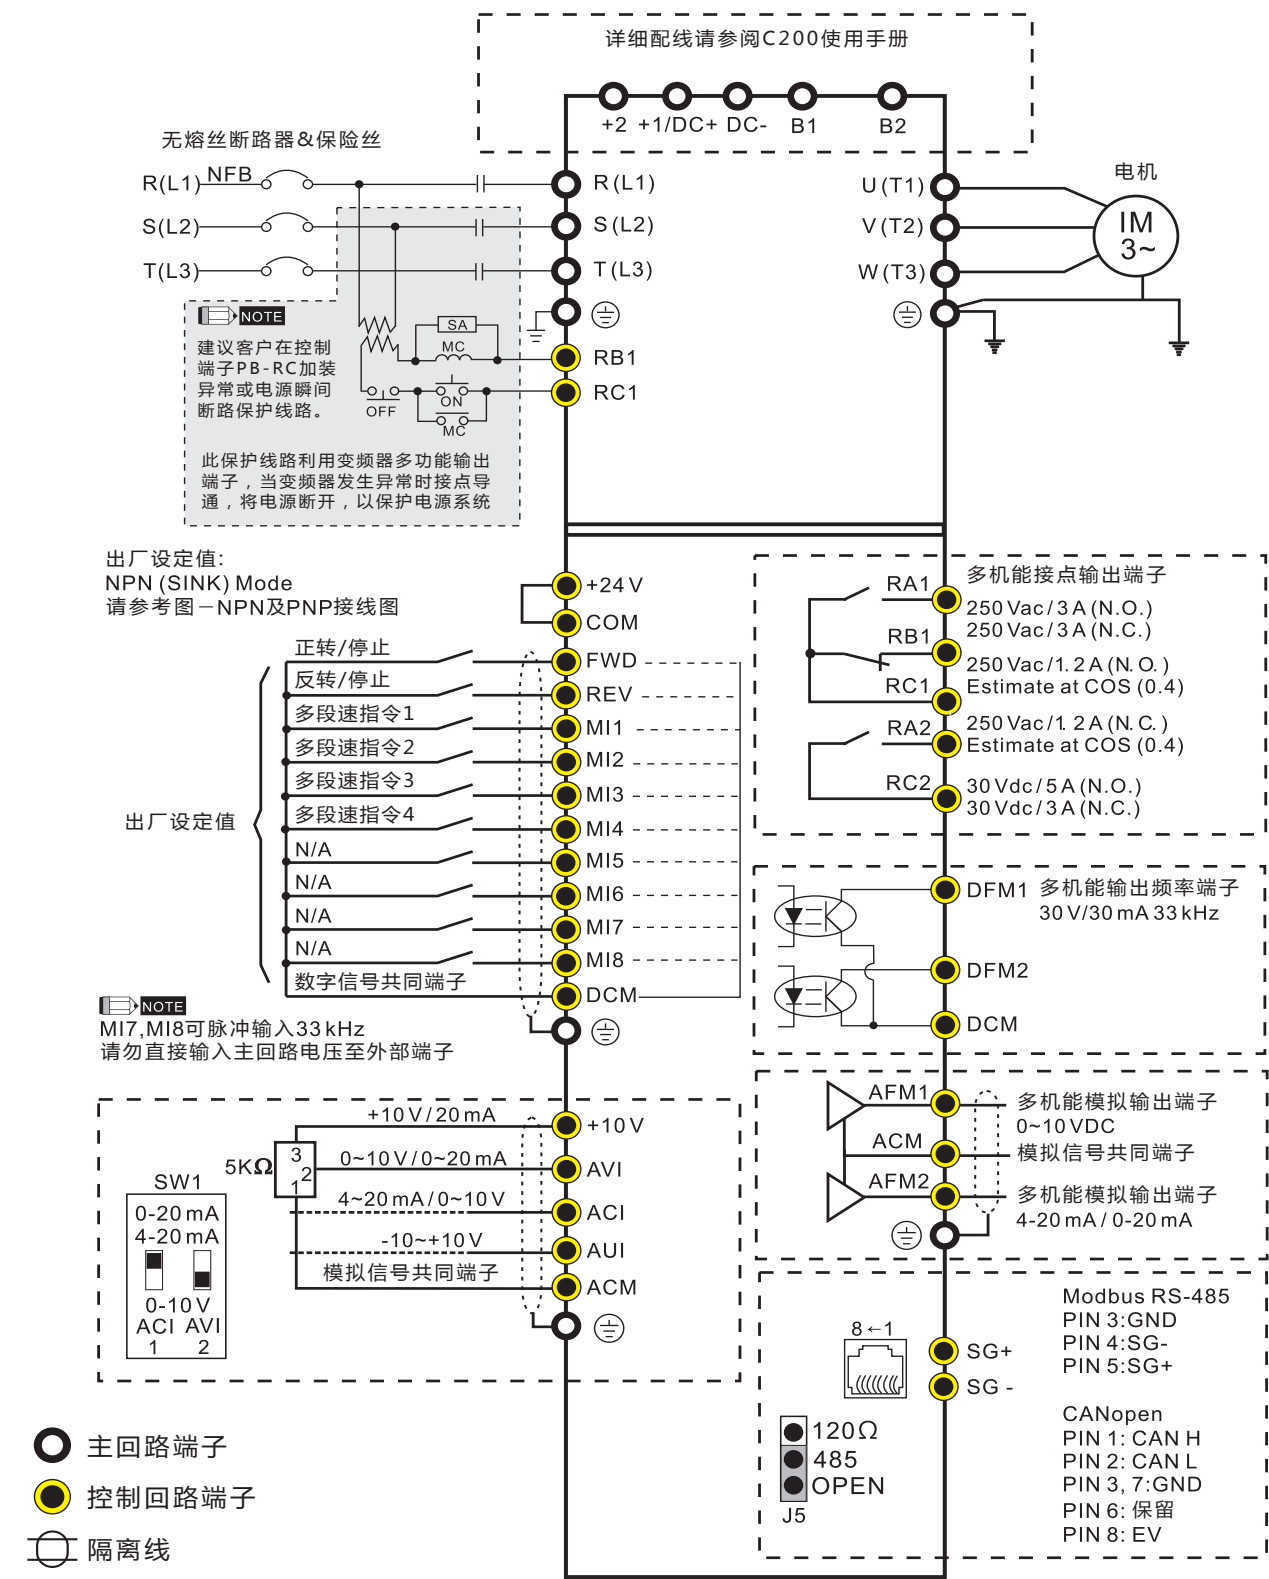 详细配线请参阅C200使用手册
+2 +1/DC+ DC- B1 B2
无熔丝断路器&保险丝
R(L1) NFB
S(L2)
T(L3)
R(L1)
S(L2)
T(L3)
RB1
RC1
U(T1)
V(T2)
W(T3)
电机
IM
3~
NOTE
建议客户在控制
端子PB-RC加装
异常或电源瞬间
断路保护线路。
SA
MC
OFF
ON
MC
此保护线路利用变频器多功能输出
端子，当变频器发生异常时接点导
通，将电源断开，以保护电源系统
出厂设定值:
NPN (SINK) Mode
请参考图－NPN及PNP接线图
+24V
COM
正转/停止 FWD
反转/停止 REV
多段速指令1 MI1
多段速指令2 MI2
多段速指令3 MI3
多段速指令4 MI4
N/A MI5
N/A MI6
N/A MI7
N/A MI8
数字信号共同端子 DCM
出厂设定值
NOTE
MI7,MI8可脉冲输入33kHz
请勿直接输入主回路电压至外部端子
+10V/20mA +10V
5KΩ
3
2
1
0~10V/0~20mA AVI
4~20mA/0~10V ACI
-10~+10V AUI
模拟信号共同端子 ACM
SW1
0-20mA
4-20mA
0-10V
ACI AVI
1 2
RA1
RB1
RC1
RA2
RC2
多机能接点输出端子
250Vac/3A(N.O.)
250Vac/3A(N.C.)
250Vac/1.2A(N.O.)
Estimate at COS (0.4)
250Vac/1.2A(N.C.)
Estimate at COS (0.4)
30Vdc/5A(N.O.)
30Vdc/3A(N.C.)
DFM1
多机能输出频率端子
30V/30mA 33kHz
DFM2
DCM
AFM1
多机能模拟输出端子
0~10VDC
ACM
模拟信号共同端子
AFM2
多机能模拟输出端子
4-20mA/0-20mA
8←1
SG+
SG-
Modbus RS-485
PIN 3:GND
PIN 4:SG-
PIN 5:SG+
CANopen
PIN 1: CAN H
PIN 2: CAN L
PIN 3, 7:GND
PIN 6: 保留
PIN 8: EV
120Ω
485
OPEN
J5
主回路端子
控制回路端子
隔离线